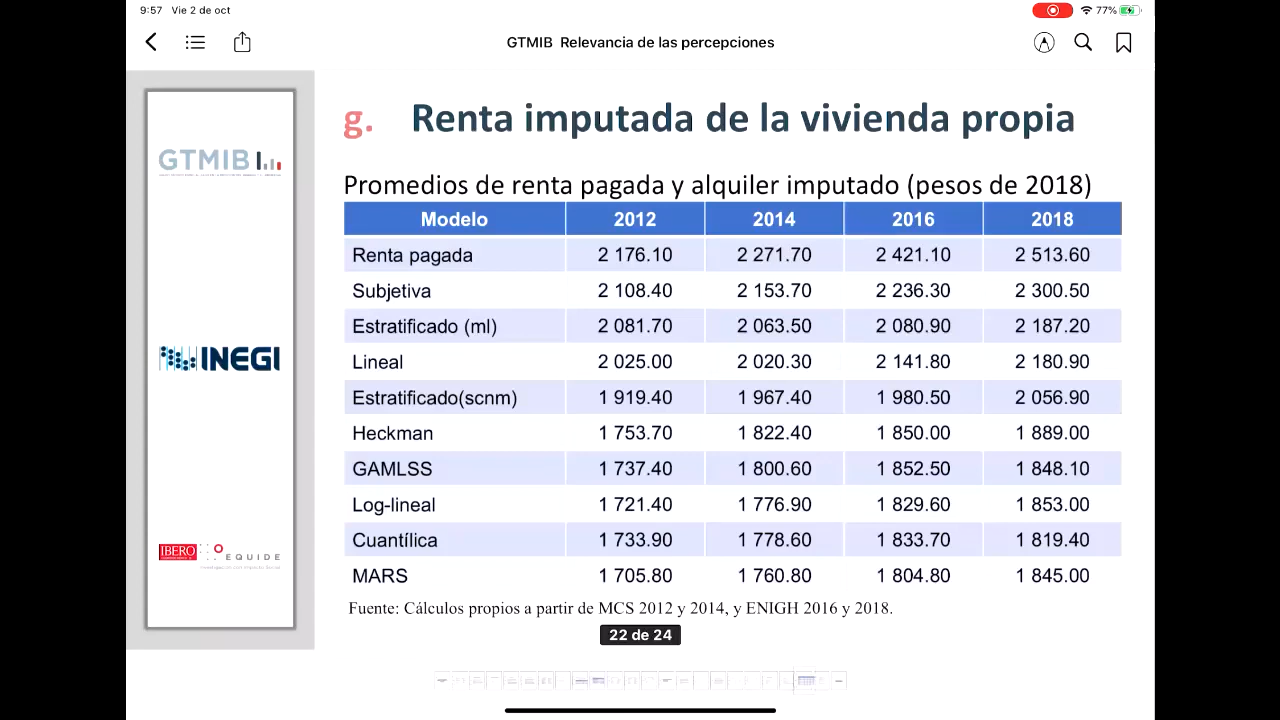 9:57 Vie 2 de oct
77%
GTMIB Relevancia de las percepciones
GTMIB
INEGI
IBERO
EQUIDE
g. Renta imputada de la vivienda propia
Promedios de renta pagada y alquiler imputado (pesos de 2018)
Modelo 2012 2014 2016 2018
Renta pagada 2 176.10 2 271.70 2 421.10 2 513.60
Subjetiva 2 108.40 2 153.70 2 236.30 2 300.50
Estratificado (ml) 2 081.70 2 063.50 2 080.90 2 187.20
Lineal 2 025.00 2 020.30 2 141.80 2 180.90
Estratificado(scnm) 1 919.40 1 967.40 1 980.50 2 056.90
Heckman 1 753.70 1 822.40 1 850.00 1 889.00
GAMLSS 1 737.40 1 800.60 1 852.50 1 848.10
Log-lineal 1 721.40 1 776.90 1 829.60 1 853.00
Cuantílica 1 733.90 1 778.60 1 833.70 1 819.40
MARS 1 705.80 1 760.80 1 804.80 1 845.00
Fuente: Cálculos propios a partir de MCS 2012 y 2014, y ENIGH 2016 y 2018.
22 de 24